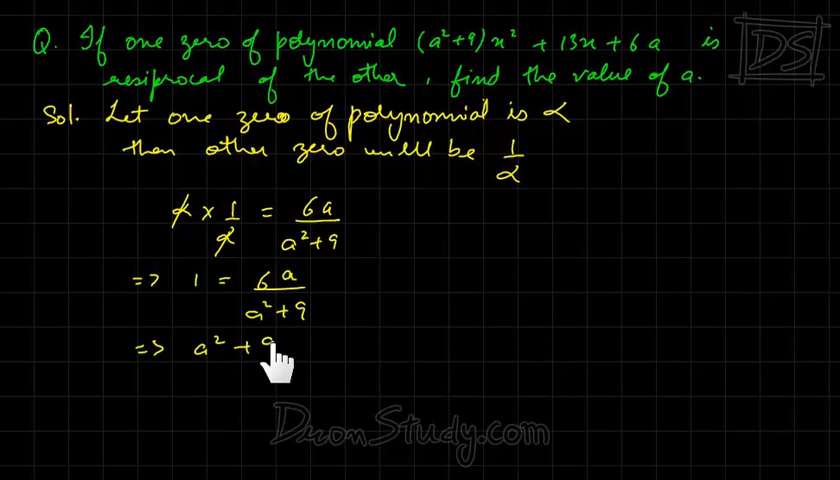 Q. If one zero of polynomial (a²+9)x² + 13x + 6a is
resiprocal of the other, find the value of a.
DS
Sol. Let one zero of polynomial is α
then other zero will be 1/α
α × 1/α = 6a/(a²+9)
=> 1 = 6a/(a²+9)
=> a² + 9
DronStudy.com